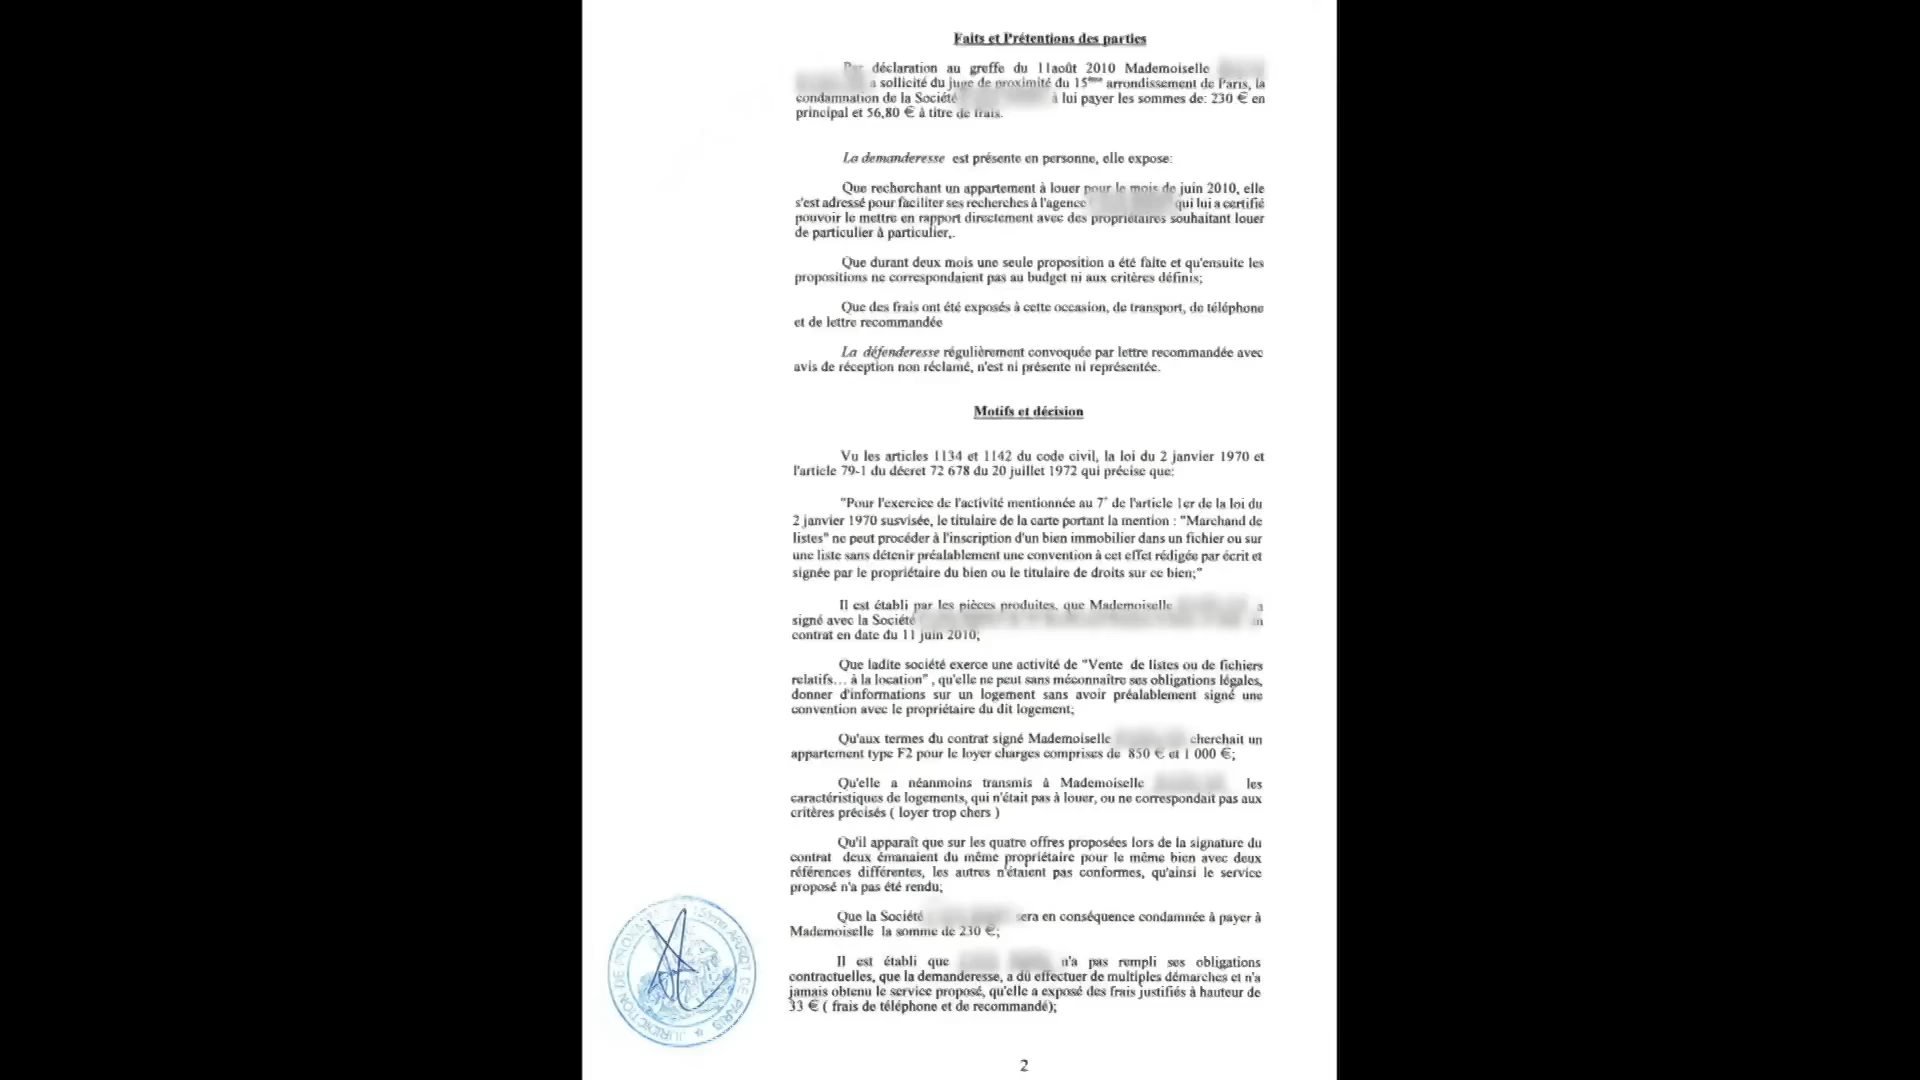 Faits et Prétentions des parties
Par déclaration au greffe du 11août 2010 Mademoiselle
a sollicité du juge de proximité du 15ème arrondissement de Paris, la
condamnation de la Société à lui payer les sommes de: 230 € en
principal et 56,80 € à titre de frais.
La demanderesse est présente en personne, elle expose:
Que recherchant un appartement à louer pour le mois de juin 2010, elle
s'est adressé pour faciliter ses recherches à l'agence qui lui a certifié
pouvoir le mettre en rapport directement avec des propriétaires souhaitant louer
de particulier à particulier,.
Que durant deux mois une seule proposition a été faite et qu'ensuite les
propositions ne correspondaient pas au budget ni aux critères définis;
Que des frais ont été exposés à cette occasion, de transport, de téléphone
et de lettre recommandée
La défenderesse régulièrement convoquée par lettre recommandée avec
avis de réception non réclamé, n'est ni présente ni représentée.
Motifs et décision
Vu les articles 1134 et 1142 du code civil, la loi du 2 janvier 1970 et
l'article 79-1 du décret 72 678 du 20 juillet 1972 qui précise que:
"Pour l'exercice de l'activité mentionnée au 7° de l'article 1er de la loi du
2 janvier 1970 susvisée, le titulaire de la carte portant la mention : "Marchand de
listes" ne peut procéder à l'inscription d'un bien immobilier dans un fichier ou sur
une liste sans détenir préalablement une convention à cet effet rédigée par écrit et
signée par le propriétaire du bien ou le titulaire de droits sur ce bien;"
Il est établi par les pièces produites, que Mademoiselle a
signé avec la Société un
contrat en date du 11 juin 2010;
Que ladite société exerce une activité de "Vente de listes ou de fichiers
relatifs... à la location" , qu'elle ne peut sans méconnaître ses obligations légales,
donner d'informations sur un logement sans avoir préalablement signé une
convention avec le propriétaire du dit logement;
Qu'aux termes du contrat signé Mademoiselle cherchait un
appartement type F2 pour le loyer charges comprises de 850 € et 1 000 €;
Qu'elle a néanmoins transmis à Mademoiselle les
caractéristiques de logements, qui n'était pas à louer, ou ne correspondait pas aux
critères précisés ( loyer trop chers )
Qu'il apparaît que sur les quatre offres proposées lors de la signature du
contrat deux émanaient du même propriétaire pour le même bien avec deux
références différentes, les autres n'étaient pas conformes, qu'ainsi le service
proposé n'a pas été rendu;
Que la Société sera en conséquence condamnée à payer à
Mademoiselle la somme de 230 €;
Il est établi que n'a pas rempli ses obligations
contractuelles, que la demanderesse, a dû effectuer de multiples démarches et n'a
jamais obtenu le service proposé, qu'elle a exposé des frais justifiés à hauteur de
33 € ( frais de téléphone et de recommandé);
JURIDICTION DE PROXIMITÉ DU 15ème ARRDT DE PARIS
2